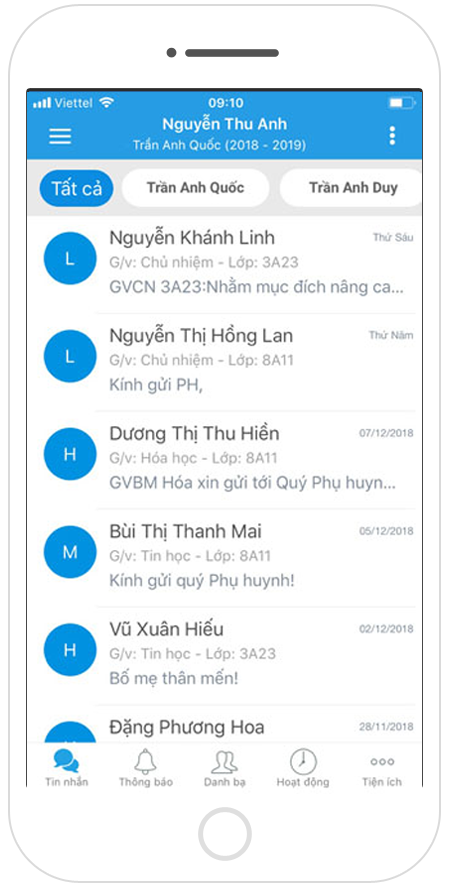 Viettel 09:10
Nguyễn Thu Anh
Trần Anh Quốc (2018 - 2019)
Tất cả Trần Anh Quốc Trần Anh Duy
Nguyễn Khánh Linh Thứ Sáu
L
G/v: Chủ nhiệm - Lớp: 3A23
GVCN 3A23:Nhằm mục đích nâng ca...
Nguyễn Thị Hồng Lan Thứ Năm
L
G/v: Chủ nhiệm - Lớp: 8A11
Kính gửi PH,
Dương Thị Thu Hiền 07/12/2018
H
G/v: Hóa học - Lớp: 8A11
GVBM Hóa xin gửi tới Quý Phụ huyn...
Bùi Thị Thanh Mai 05/12/2018
M
G/v: Tin học - Lớp: 8A11
Kính gửi quý Phụ huynh!
Vũ Xuân Hiếu 02/12/2018
H
G/v: Tin học - Lớp: 3A23
Bố mẹ thân mến!
Đặng Phương Hoa 28/11/2018
Tin nhắn Thông báo Danh bạ Hoạt động Tiện ích